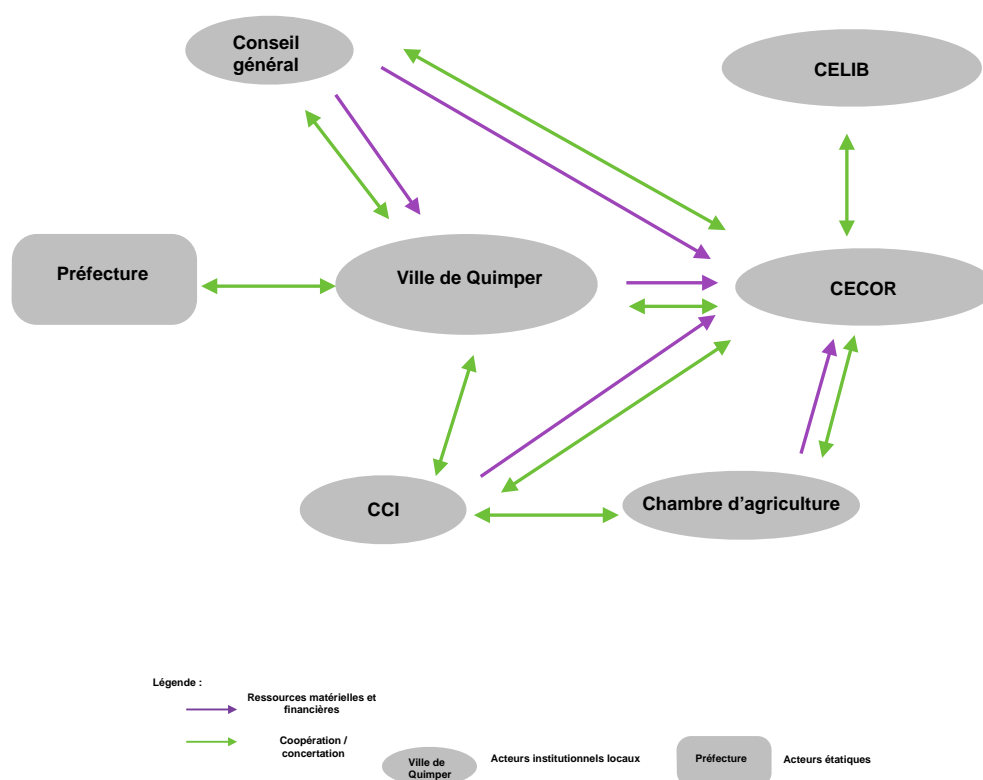 Conseil
général
CELIB
Préfecture
Ville de Quimper
CECOR
CCI
Chambre d'agriculture
Légende :
Ressources matérielles et
financières
Coopération /
concertation
Ville de
Quimper
Acteurs institutionnels locaux
Préfecture
Acteurs étatiques